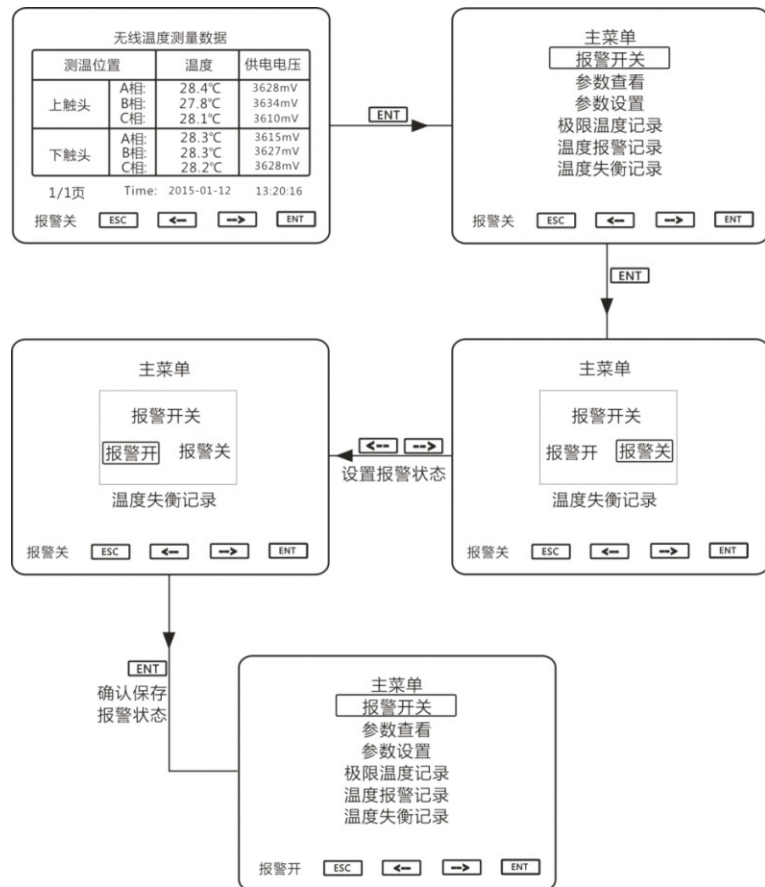 无线温度测量数据
测温位置 温度 供电电压
上触头 A相: 28.4℃ 3628mV
B相: 27.8℃ 3634mV
C相: 28.1℃ 3610mV
下触头 A相: 28.3℃ 3615mV
B相: 28.3℃ 3627mV
C相: 28.2℃ 3628mV
1/1页 Time: 2015-01-12 13:20:16
报警关 ESC <-- --> ENT
ENT
主菜单
报警开关
参数查看
参数设置
极限温度记录
温度报警记录
温度失衡记录
报警关 ESC <-- --> ENT
ENT
主菜单
报警开关
报警开 报警关
报警关 ESC <-- --> ENT
<-- -->
设置报警状态
主菜单
报警开关
报警开 报警关
温度失衡记录
报警关 ESC <-- --> ENT
ENT
确认保存
报警状态
主菜单
报警开关
参数查看
参数设置
极限温度记录
温度报警记录
温度失衡记录
报警开 ESC <-- --> ENT